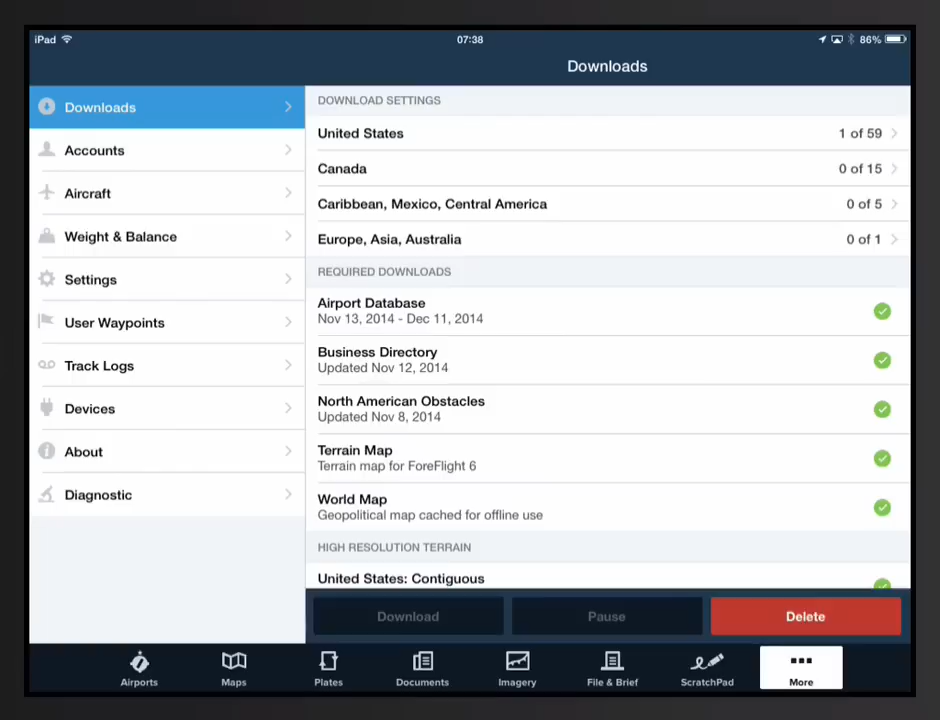 iPad
07:38
86%
Downloads
Downloads
Accounts
Aircraft
Weight & Balance
Settings
User Waypoints
Track Logs
Devices
About
Diagnostic
DOWNLOAD SETTINGS
United States 1 of 59
Canada 0 of 15
Caribbean, Mexico, Central America 0 of 5
Europe, Asia, Australia 0 of 1
REQUIRED DOWNLOADS
Airport Database
Nov 13, 2014 - Dec 11, 2014
Business Directory
Updated Nov 12, 2014
North American Obstacles
Updated Nov 8, 2014
Terrain Map
Terrain map for ForeFlight 6
World Map
Geopolitical map cached for offline use
HIGH RESOLUTION TERRAIN
United States: Contiguous
Download
Pause
Delete
Airports
Maps
Plates
Documents
Imagery
File & Brief
ScratchPad
More